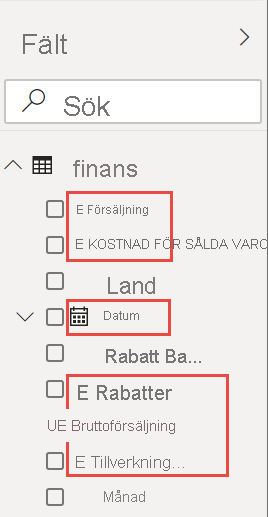 Fält
Sök
finans
E Försäljning
E KOSTNAD FÖR SÅLDA VARO
Land
Datum
Rabatt Ba...
E Rabatter
UE Bruttoförsäljning
E Tillverkning...
Månad